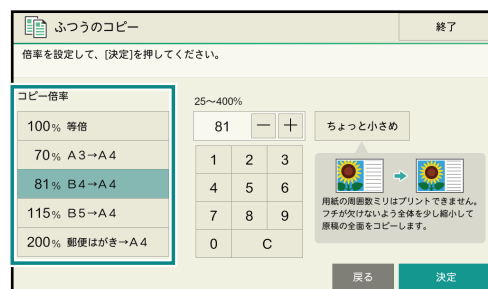 ふつうのコピー
終了
倍率を設定して、[決定]を押してください。
コピー倍率
100% 等倍
70% A3→A4
81% B4→A4
115% B5→A4
200% 郵便はがき→A4
25~400%
81 − +
1 2 3
4 5 6
7 8 9
0 C
ちょっと小さめ
用紙の周囲数ミリはプリントできません。
フチが欠けないよう全体を少し縮小して
原稿の全面をコピーします。
戻る
決定